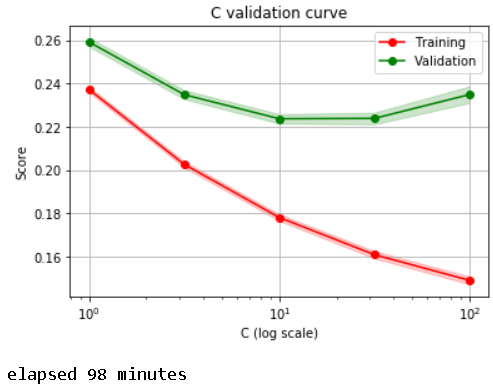 C validation curve
Training
Validation
0.26
0.24
0.22
0.20
0.18
0.16
Score
10⁰
10¹
10²
C (log scale)
elapsed 98 minutes